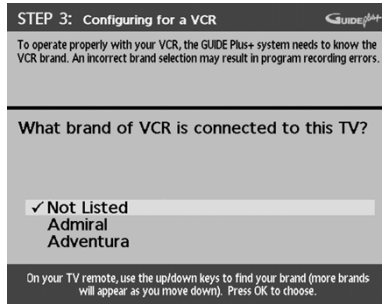 STEP 3: Configuring for a VCR GUIDE Plus+
To operate properly with your VCR, the GUIDE Plus+ system needs to know the
VCR brand. An incorrect brand selection may result in program recording errors.
What brand of VCR is connected to this TV?
✓ Not Listed
Admiral
Adventura
On your TV remote, use the up/down keys to find your brand (more brands
will appear as you move down). Press OK to choose.